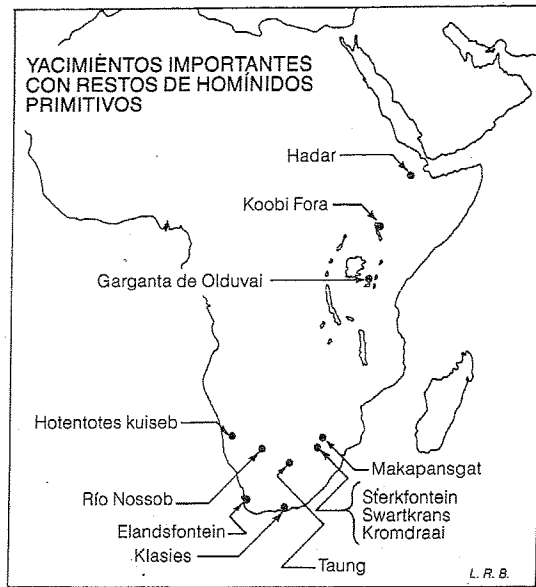 YACIMIENTOS IMPORTANTES
CON RESTOS DE HOMÍNIDOS
PRIMITIVOS
Hadar
Koobi Fora
Garganta de Olduvai
Hotentotes kuiseb
Makapansgat
Río Nossob
Sterkfontein
Swartkrans
Kromdraai
Elandsfontein
Klasies
Taung
L. R. B.